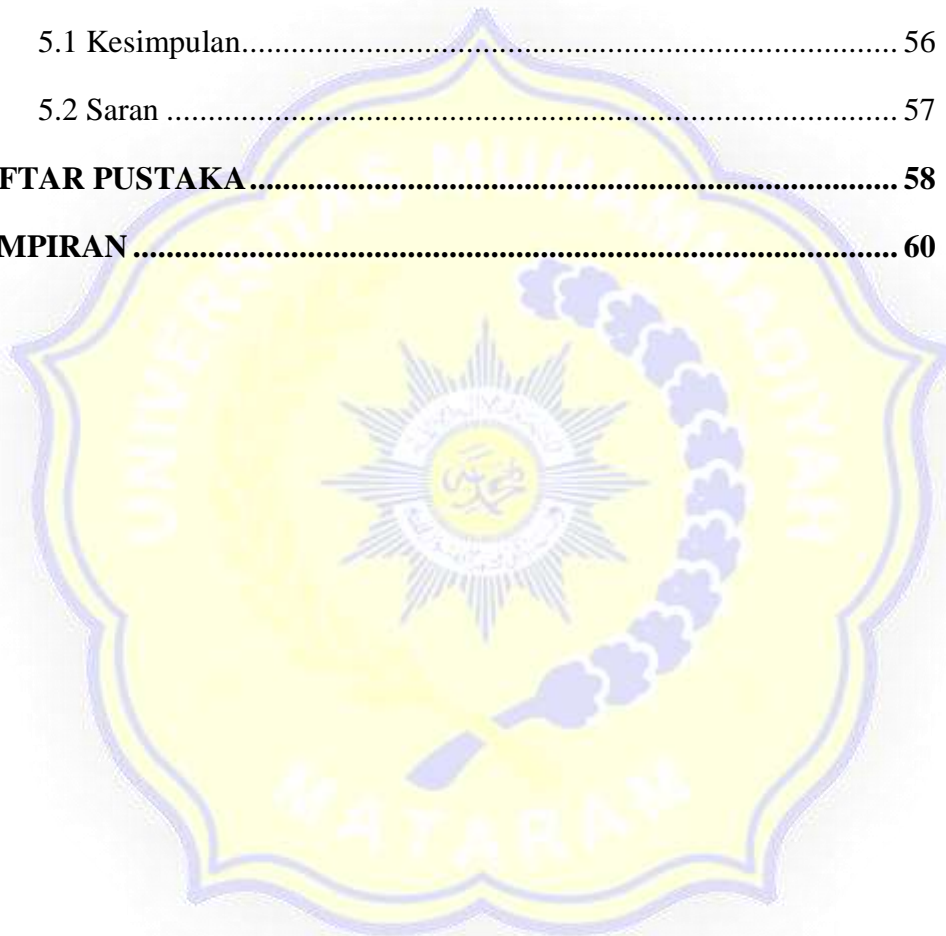 5.1 Kesimpulan................................................................................ 56
5.2 Saran ......................................................................................... 57
FTAR PUSTAKA............................................................................... 58
MPIRAN ............................................................................................. 60
UNIVERSITAS MUHAMMADIYAH
MATARAM